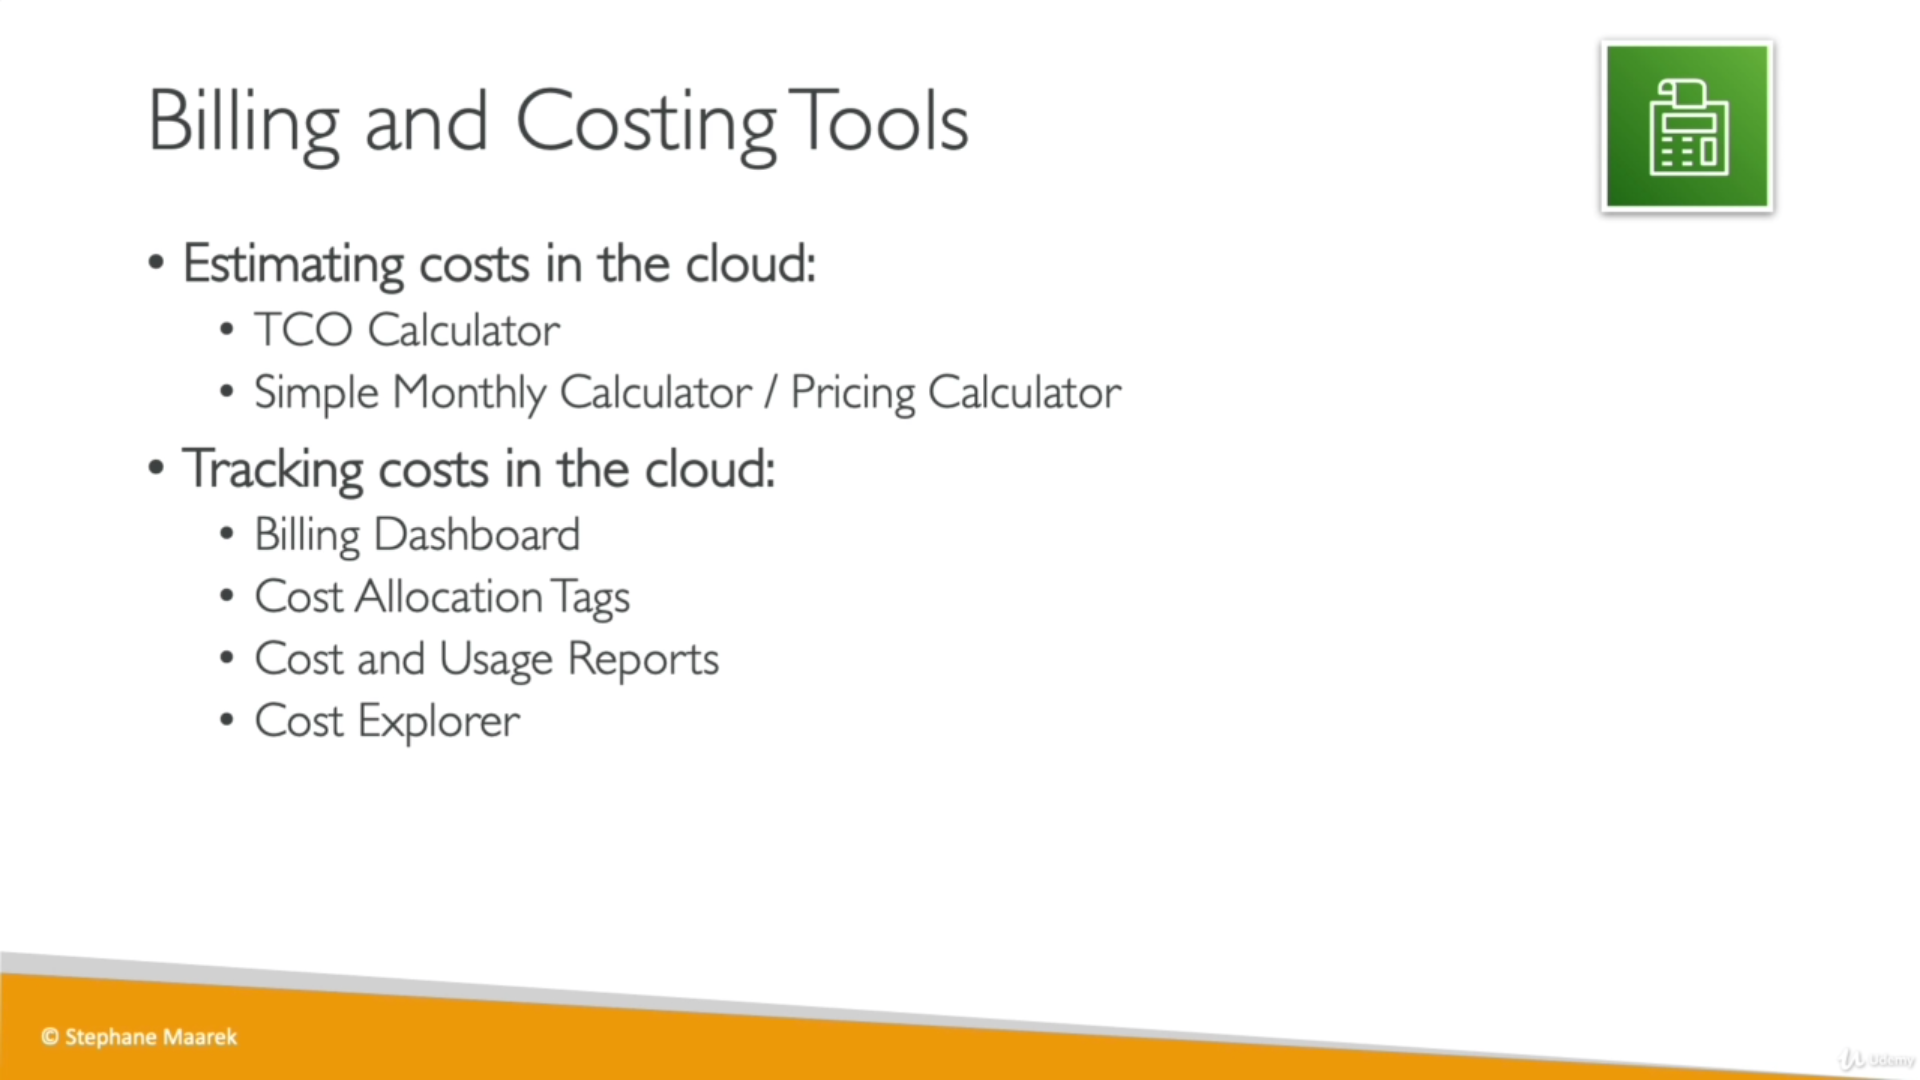 Billing and Costing Tools
• Estimating costs in the cloud:
• TCO Calculator
• Simple Monthly Calculator / Pricing Calculator
• Tracking costs in the cloud:
• Billing Dashboard
• Cost Allocation Tags
• Cost and Usage Reports
• Cost Explorer
© Stephane Maarek
Udemy